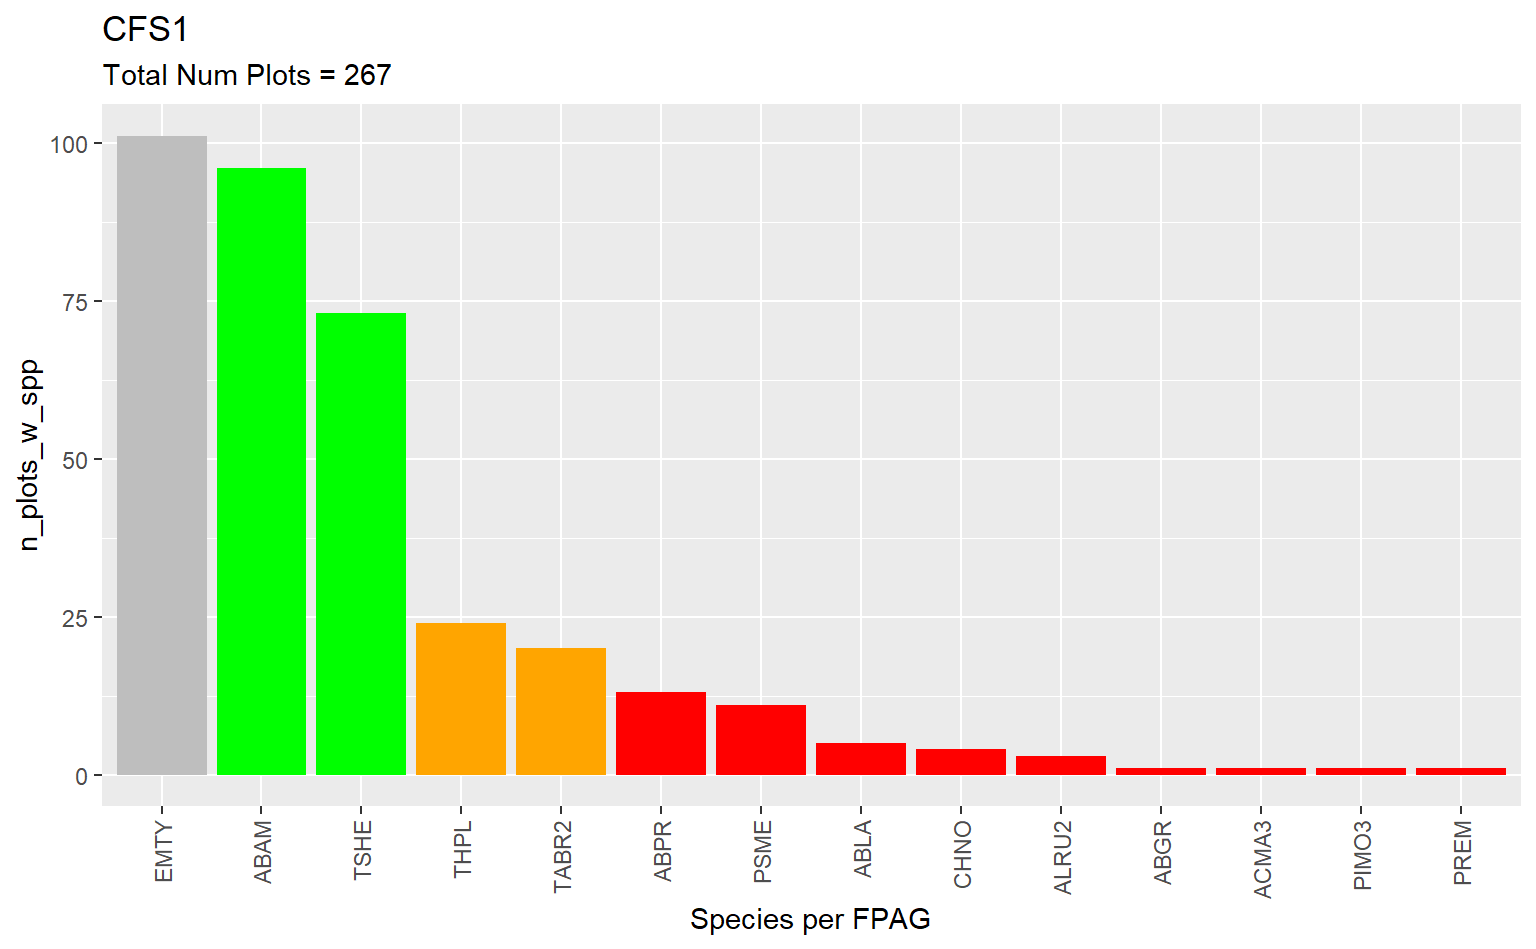 CFS1
Total Num Plots = 267
n_plots_w_spp
100
75
50
25
0
EMTY
ABAM
TSHE
THPL
TABR2
ABPR
PSME
ABLA
CHNO
ALRU2
ABGR
ACMA3
PIMO3
PREM
Species per FPAG